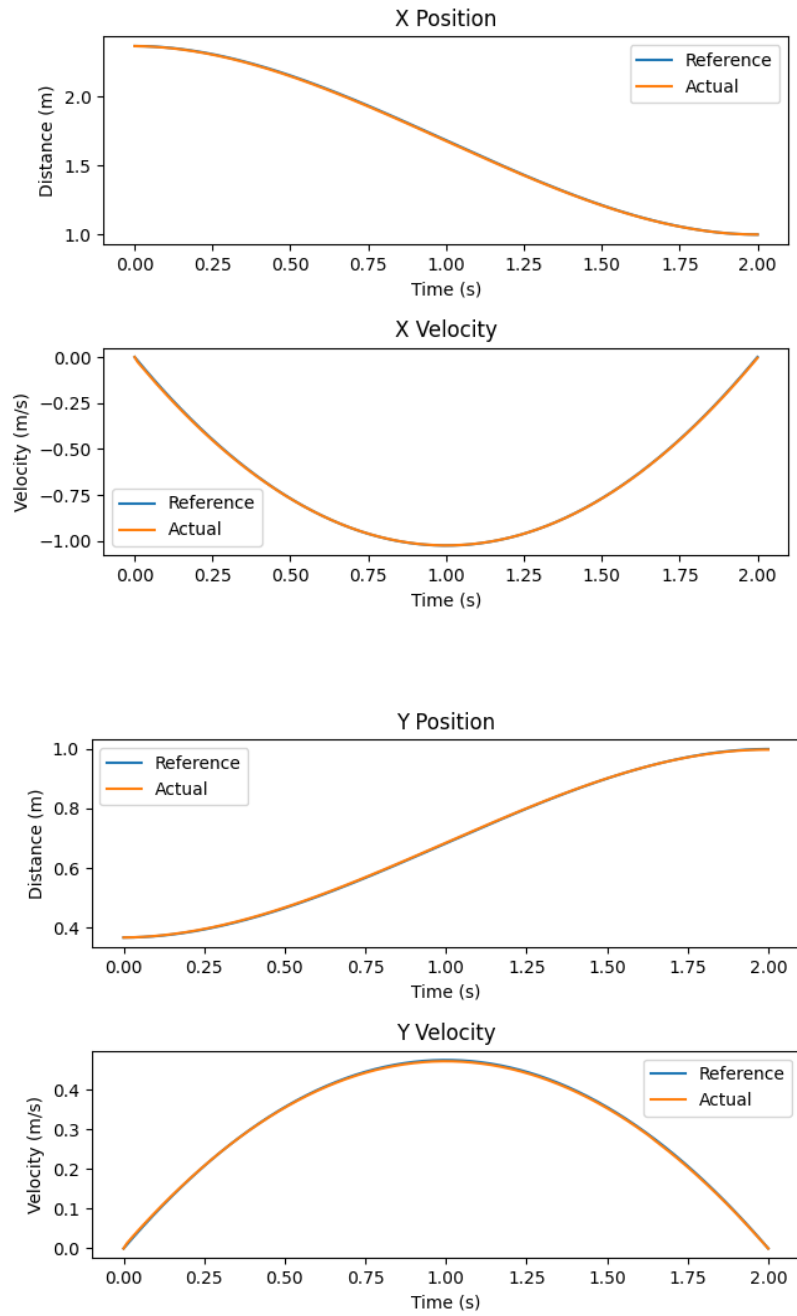 X Position
Reference
Actual
2.0
1.5
1.0
Distance (m)
0.00 0.25 0.50 0.75 1.00 1.25 1.50 1.75 2.00
Time (s)
X Velocity
0.00
−0.25
−0.50
−0.75
−1.00
Velocity (m/s)
Reference
Actual
0.00 0.25 0.50 0.75 1.00 1.25 1.50 1.75 2.00
Time (s)
Y Position
1.0
0.8
0.6
0.4
Distance (m)
Reference
Actual
0.00 0.25 0.50 0.75 1.00 1.25 1.50 1.75 2.00
Time (s)
Y Velocity
Reference
Actual
0.4
0.3
0.2
0.1
0.0
Velocity (m/s)
0.00 0.25 0.50 0.75 1.00 1.25 1.50 1.75 2.00
Time (s)